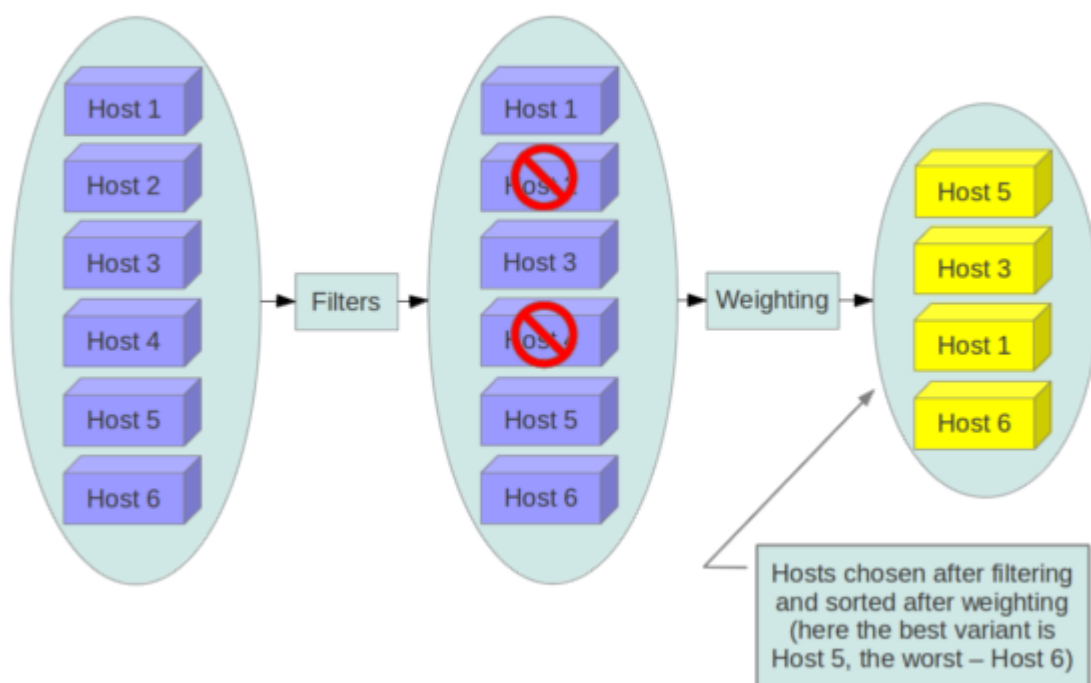 Host 1
Host 2
Host 3
Host 4
Host 5
Host 6
Filters
Host 1
Host
Host 3
Host
Host 5
Host 6
Weighting
Host 5
Host 3
Host 1
Host 6
Hosts chosen after filtering
and sorted after weighting
(here the best variant is
Host 5, the worst – Host 6)